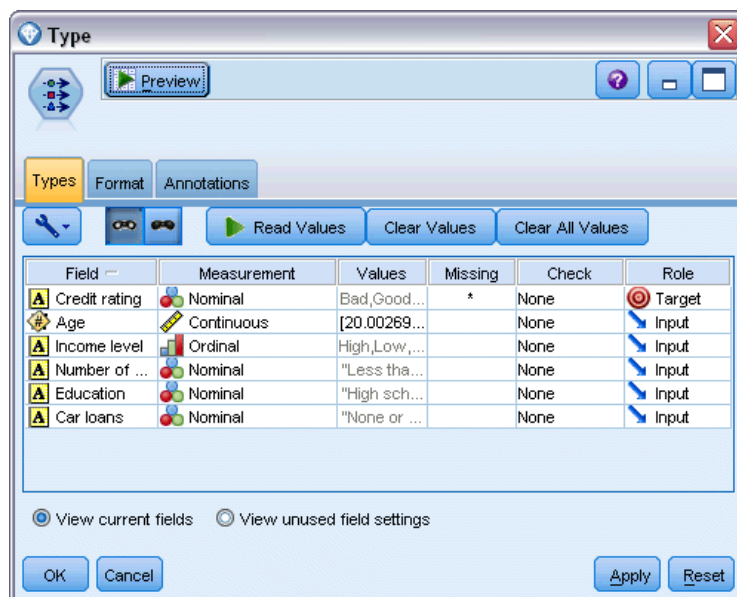 Type
Preview
Types Format Annotations
Read Values Clear Values Clear All Values
Field Measurement Values Missing Check Role
A Credit rating Nominal Bad,Good... * None Target
# Age Continuous [20.00269... None Input
A Income level Ordinal High,Low,... None Input
A Number of ... Nominal "Less tha... None Input
A Education Nominal "High sch... None Input
A Car loans Nominal "None or ... None Input
View current fields View unused field settings
OK Cancel Apply Reset